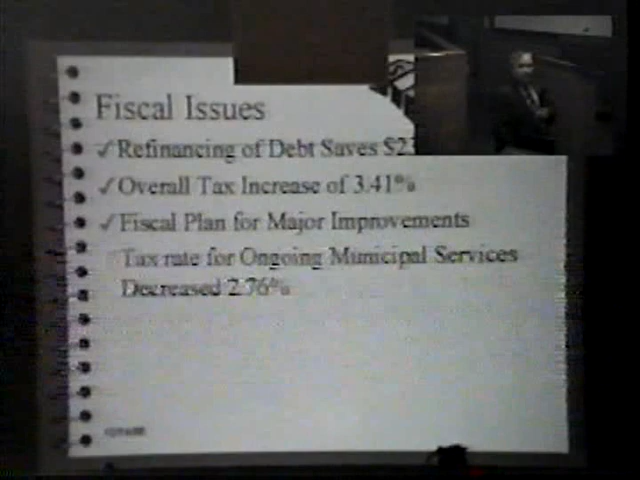 Fiscal Issues
✓Refinancing of Debt Saves $2
✓Overall Tax Increase of 3.41%
✓Fiscal Plan for Major Improvements
Tax rate for Ongoing Municipal Services
Decreased 2.76%